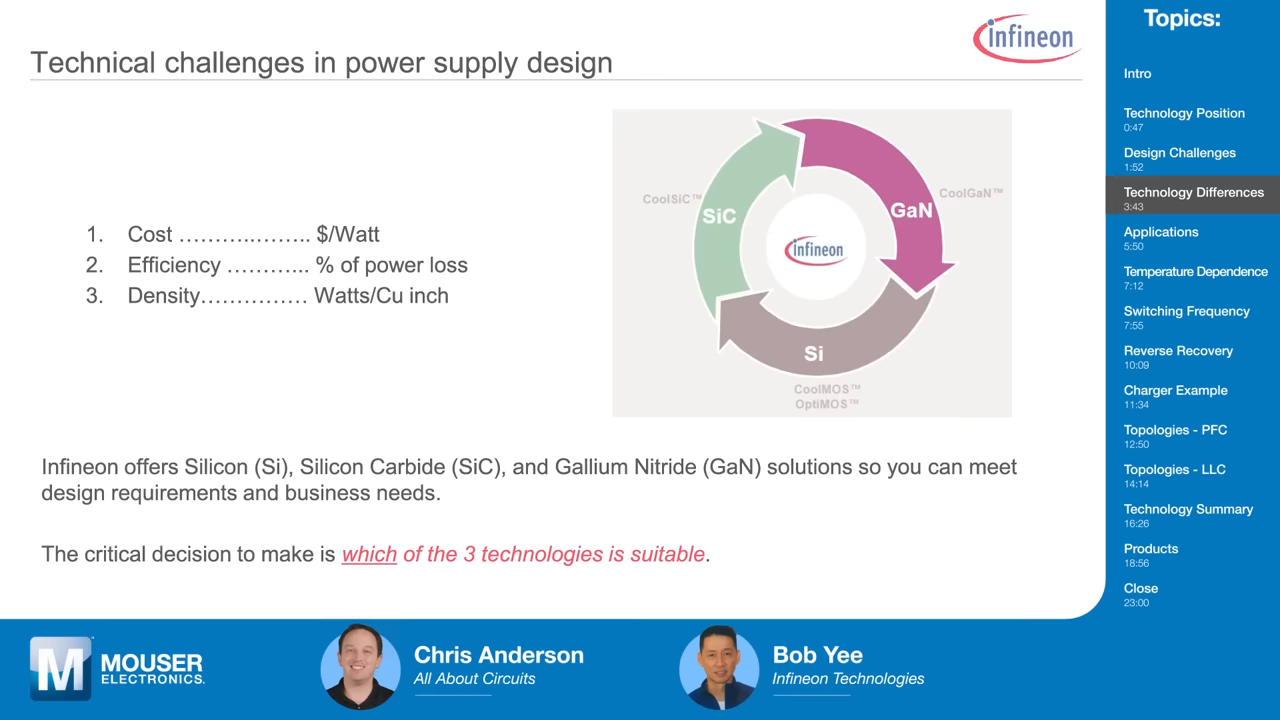 Technical challenges in power supply design
infineon
1. Cost ………..…….. $/Watt
2. Efficiency ………... % of power loss
3. Density…………… Watts/Cu inch
CoolSiC™
SiC
GaN
CoolGaN™
infineon
Si
CoolMOS™
OptiMOS™
Infineon offers Silicon (Si), Silicon Carbide (SiC), and Gallium Nitride (GaN) solutions so you can meet
design requirements and business needs.
The critical decision to make is which of the 3 technologies is suitable.
Topics:
Intro
Technology Position
0:47
Design Challenges
1:52
Technology Differences
3:43
Applications
5:50
Temperature Dependence
7:12
Switching Frequency
7:55
Reverse Recovery
10:09
Charger Example
11:34
Topologies - PFC
12:50
Topologies - LLC
14:14
Technology Summary
16:26
Products
18:56
Close
23:00
M
MOUSER
ELECTRONICS.
Chris Anderson
All About Circuits
Bob Yee
Infineon Technologies